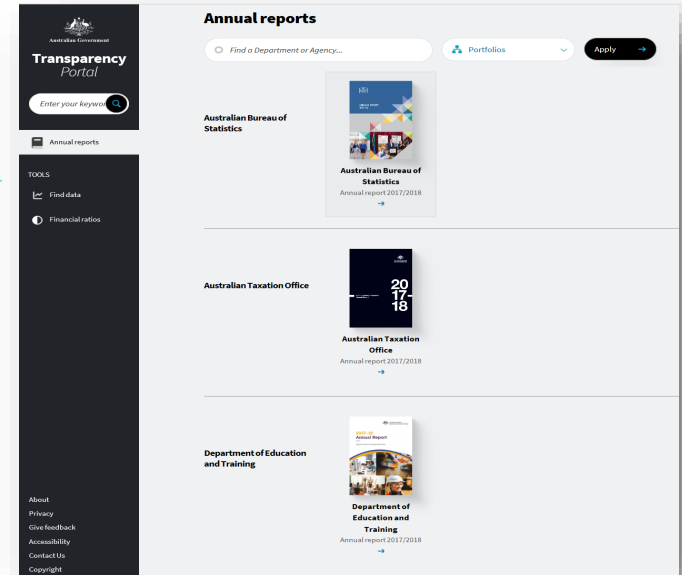 Australian Government
Transparency
Portal
Enter your keywor
Annual reports
TOOLS
Find data
Financial ratios
About
Privacy
Give feedback
Accessibility
Contact Us
Copyright
Annual reports
Find a Department or Agency...
Portfolios
Apply
Australian Bureau of
Statistics
Australian Bureau of
Statistics
Annual report 2017/2018
Australian Taxation Office
20
17-
18
Australian Taxation
Office
Annual report 2017/2018
Department of Education
and Training
2017-18
Annual Report
Department of
Education and
Training
Annual report 2017/2018